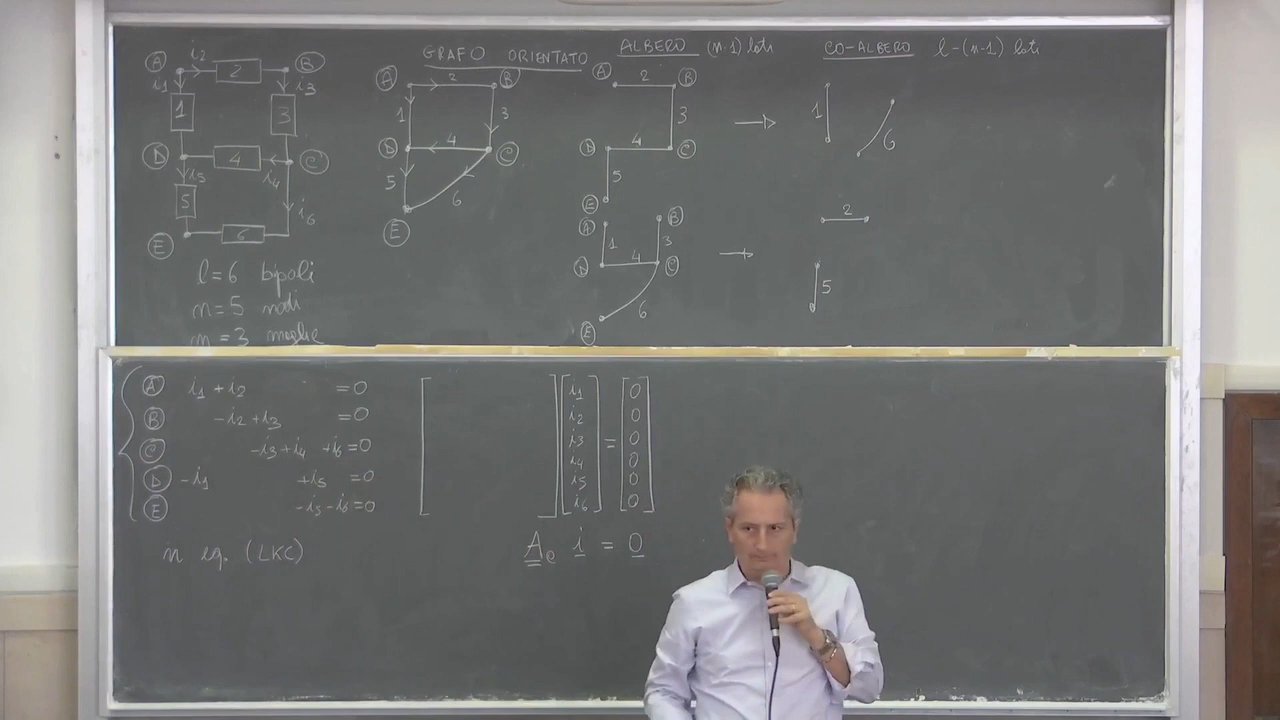 GRAFO ORIENTATO
ALBERO (n-1) lati
CO-ALBERO l-(n-1) lati
A i2 2 B
i1 i3
1 3
D 4 C
i5 i4
5 i6
E 6
l=6 bipoli
n=5 nodi
m=3 maglie
A 2 B
1 3
D 4 C
5 6
E
A 2 B
3
D 4 C
5
E
1 6
A B
1 3
D 4 C
6
E
2
5
A i1 + i2 =0
B -i2 + i3 =0
C -i3 + i4 + i6 =0
D -i1 + i5 =0
E -i5 - i6 =0
i1 0
i2 0
i3 = 0
i4 0
i5 0
i6 0
n eq. (LKC)
Ae i = 0